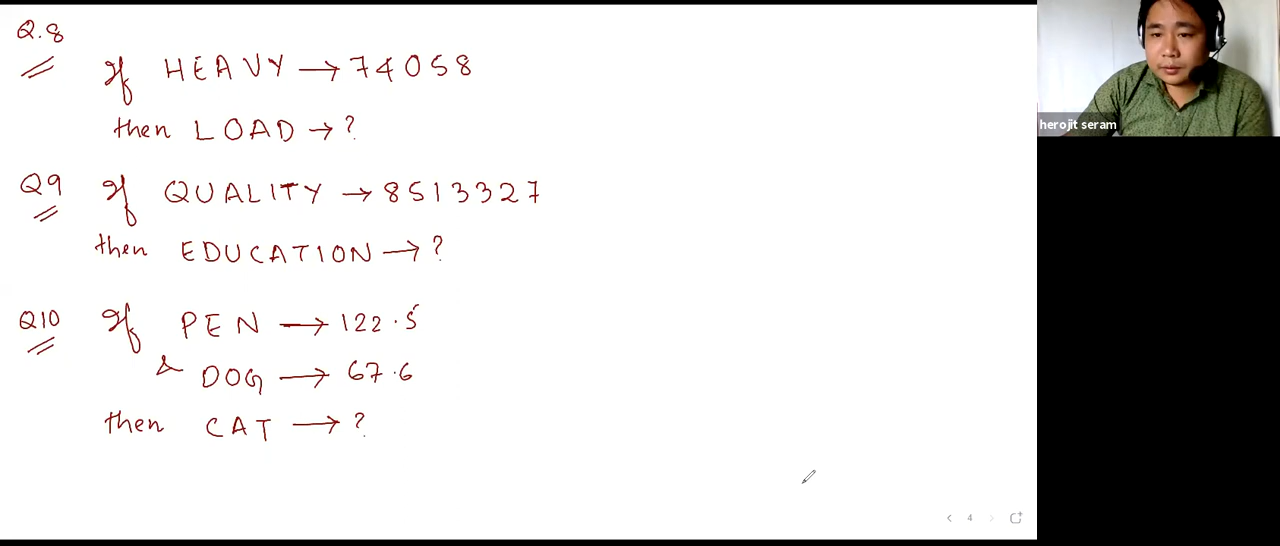 Q.8
If HEAVY → 74058
then LOAD → ?
Q9 If QUALITY → 8513327
then EDUCATION → ?
Q10 If PEN → 122.5
& DOG → 67.6
then CAT → ?
herojit seram
4